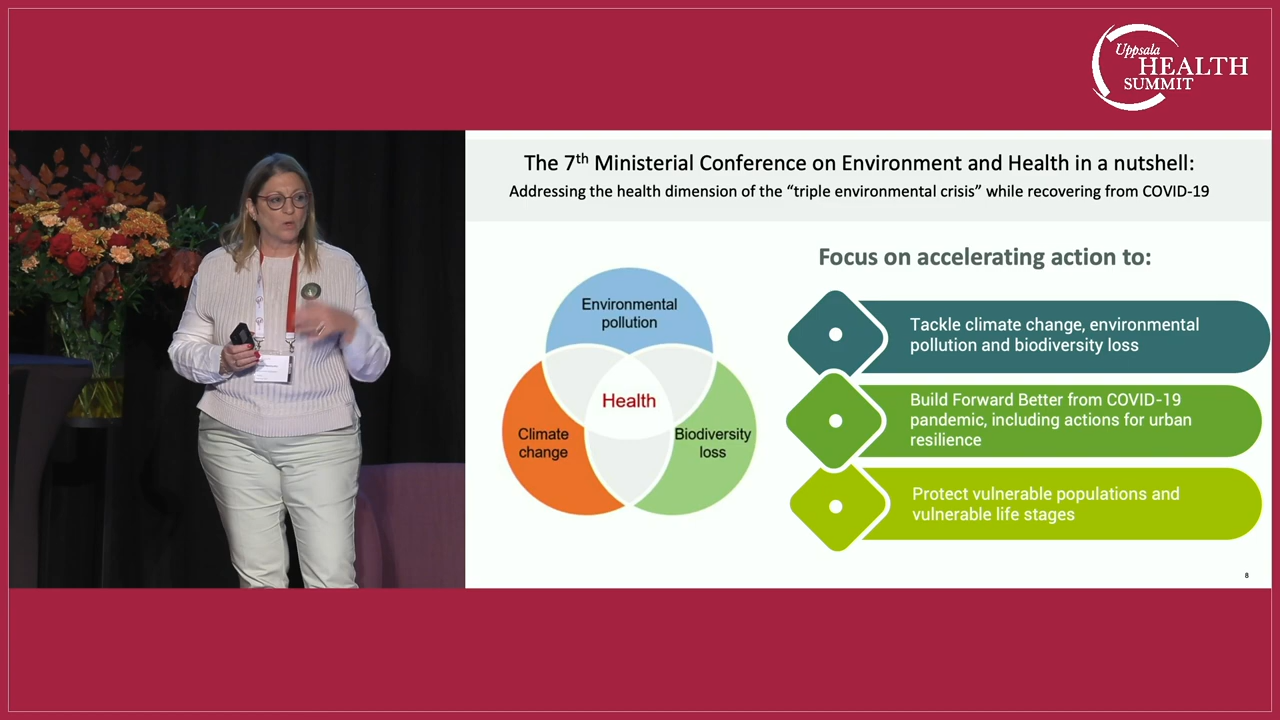 Uppsala
HEALTH
SUMMIT
The 7th Ministerial Conference on Environment and Health in a nutshell:
Addressing the health dimension of the “triple environmental crisis” while recovering from COVID-19
Focus on accelerating action to:
Environmental
pollution
Health
Climate
change
Biodiversity
loss
Tackle climate change, environmental
pollution and biodiversity loss
Build Forward Better from COVID-19
pandemic, including actions for urban
resilience
Protect vulnerable populations and
vulnerable life stages
8